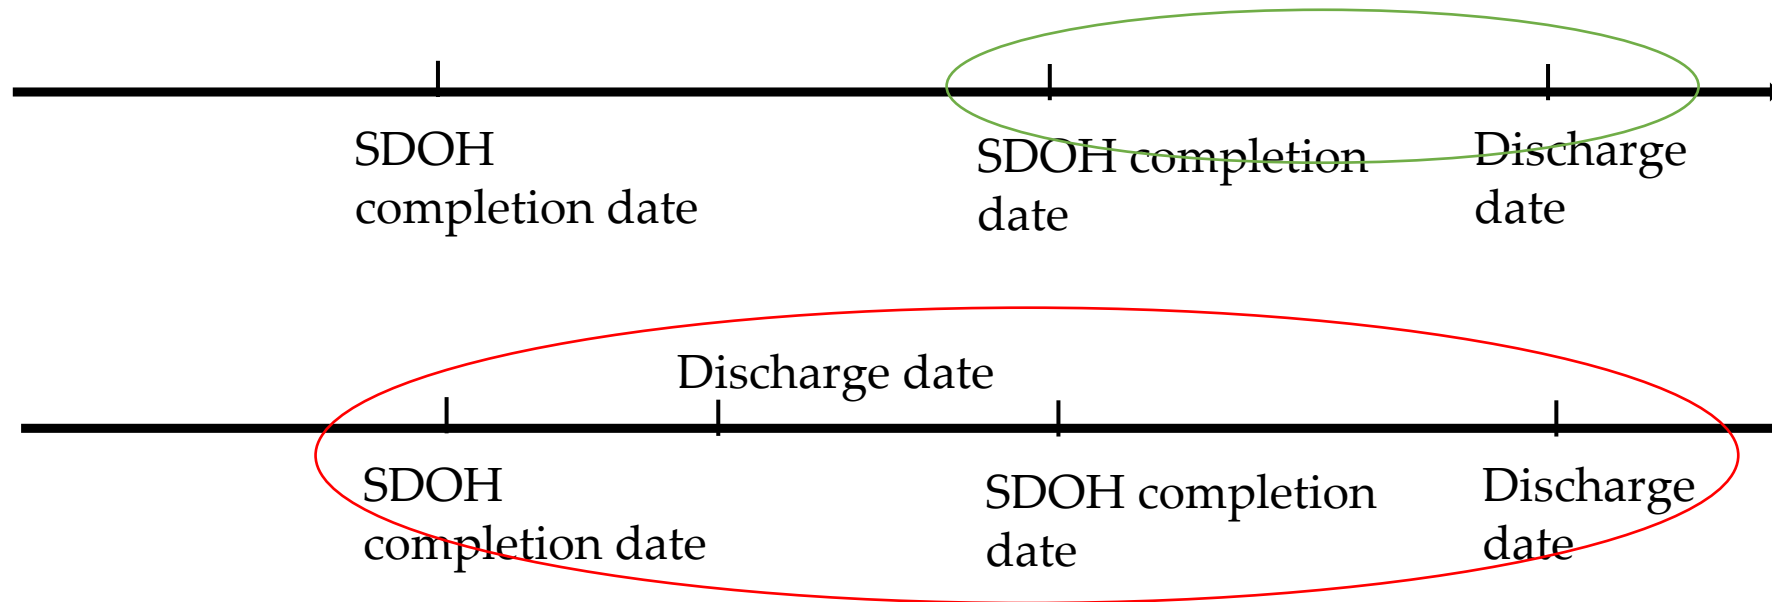 SDOH
completion date
SDOH completion
date
Discharge
date
Discharge date
SDOH
completion date
SDOH completion
date
Discharge
date